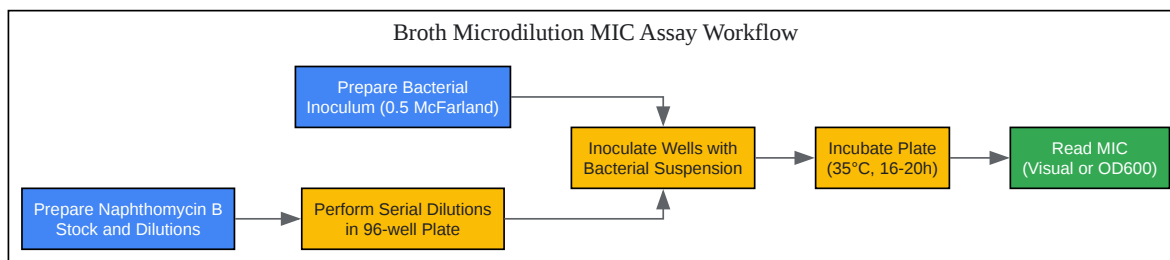 Broth Microdilution MIC Assay Workflow
Prepare Bacterial
Inoculum (0.5 McFarland)
Inoculate Wells with
Bacterial Suspension
Incubate Plate
(35°C, 16-20h)
Read MIC
(Visual or OD600)
Prepare Naphthomycin B
Stock and Dilutions
Perform Serial Dilutions
in 96-well Plate